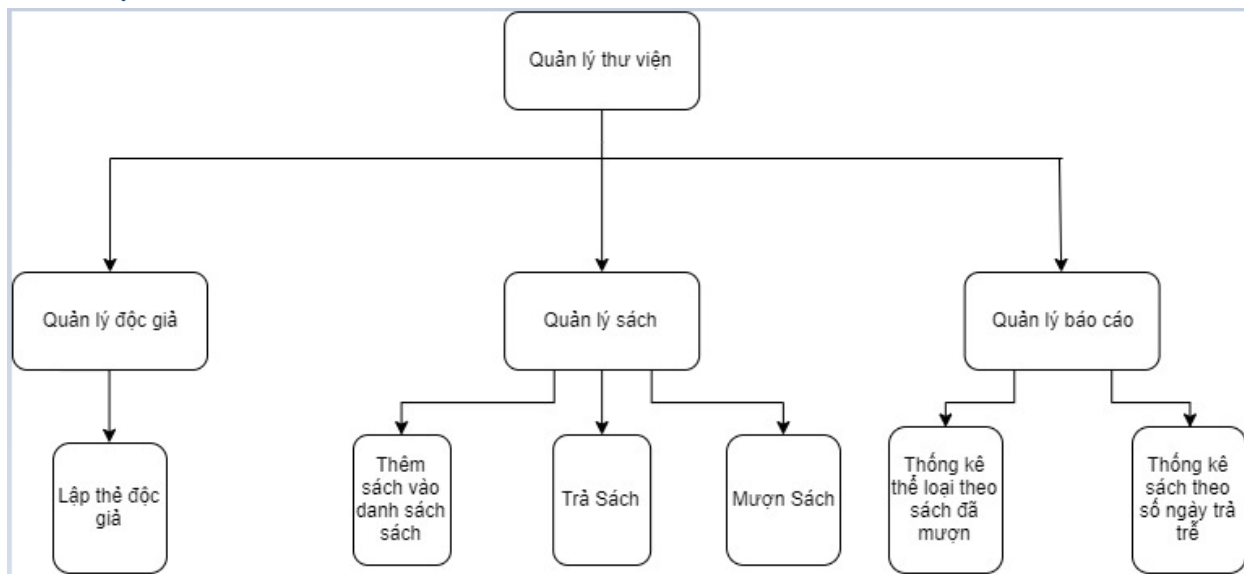 Quản lý thư viện
Quản lý độc giả
Quản lý sách
Quản lý báo cáo
Lập thẻ độc
giả
Thêm
sách vào
danh sách
sách
Trả Sách
Mượn Sách
Thống kê
thể loại theo
sách đã
mượn
Thống kê
sách theo
số ngày trả
trễ